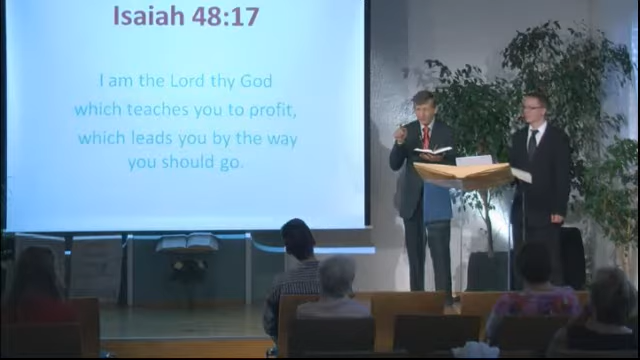 Isaiah 48:17
I am the Lord thy God
which teaches you to profit,
which leads you by the way
you should go.